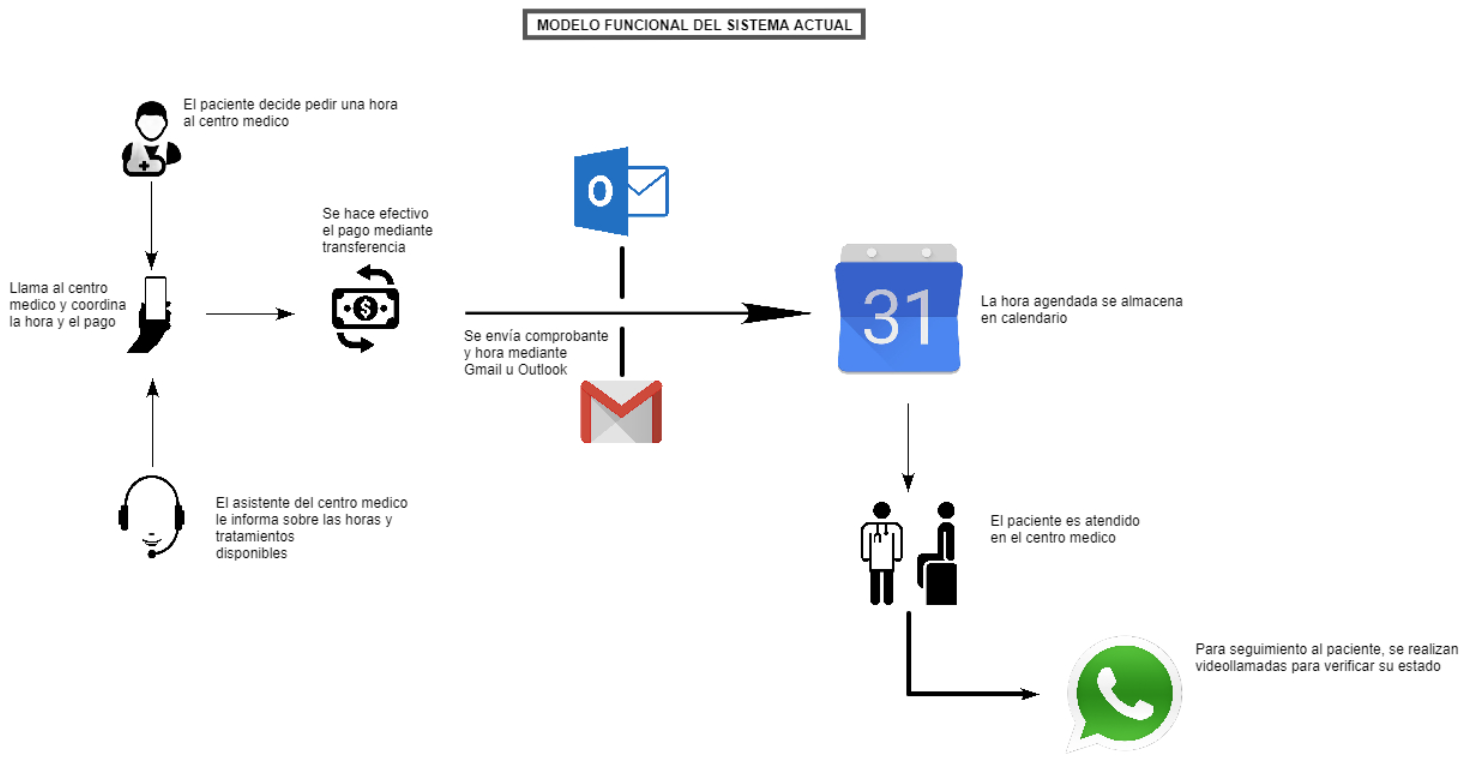 MODELO FUNCIONAL DEL SISTEMA ACTUAL
El paciente decide pedir una hora
al centro medico
Llama al centro
medico y coordina
la hora y el pago
El asistente del centro medico
le informa sobre las horas y
tratamientos
disponibles
Se hace efectivo
el pago mediante
transferencia
$
O
Se envía comprobante
y hora mediante
Gmail u Outlook
M
31
La hora agendada se almacena
en calendario
El paciente es atendido
en el centro medico
Para seguimiento al paciente, se realizan
videollamadas para verificar su estado